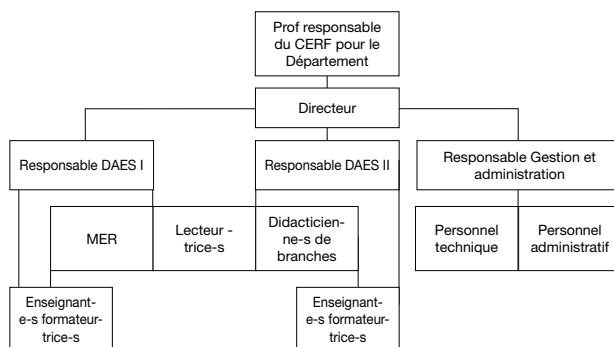 Prof responsable
du CERF pour le
Département
Directeur
Responsable DAES I
Responsable DAES II
Responsable Gestion et
administration
MER
Lecteur -
trice-s
Didacticien-
ne-s de
branches
Personnel
technique
Personnel
administratif
Enseignant-
e-s formateur-
trice-s
Enseignant-
e-s formateur-
trice-s